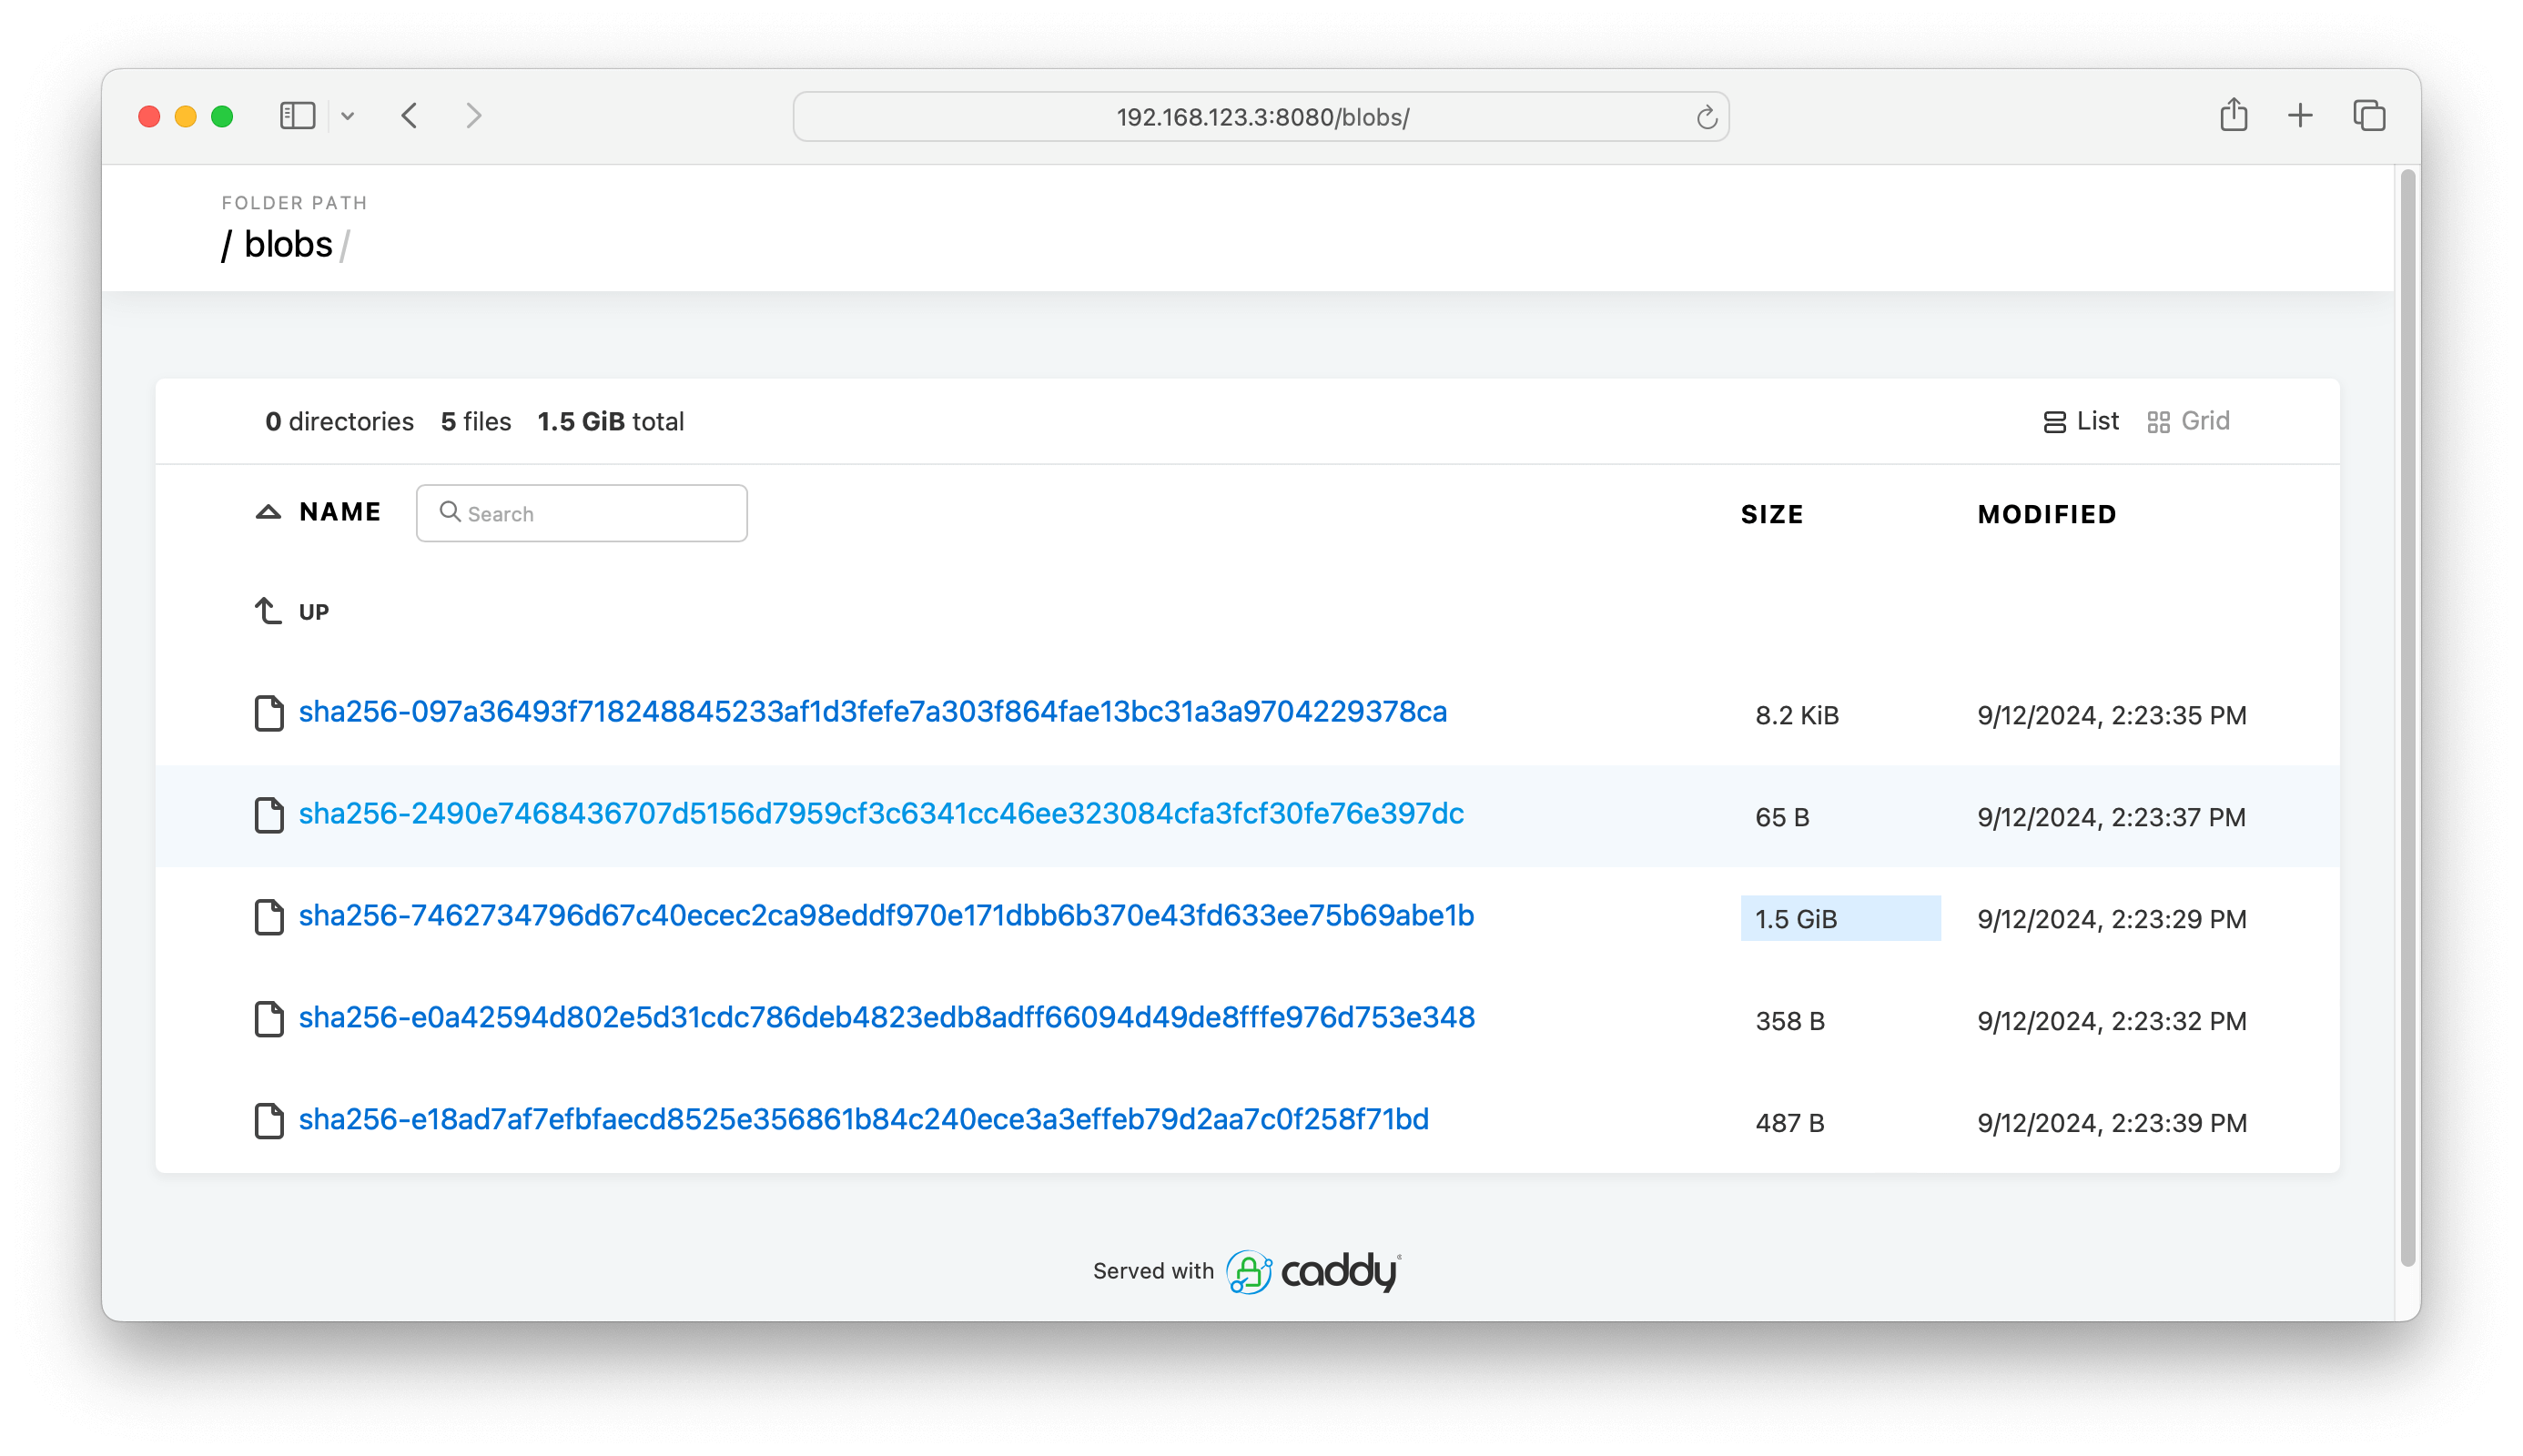 192.168.123.3:8080/blobs/
FOLDER PATH
/ blobs /
0 directories 5 files 1.5 GiB total List Grid
NAME Search SIZE MODIFIED
UP
sha256-097a36493f718248845233af1d3fefe7a303f864fae13bc31a3a9704229378ca 8.2 KiB 9/12/2024, 2:23:35 PM
sha256-2490e7468436707d5156d7959cf3c6341cc46ee323084cfa3fcf30fe76e397dc 65 B 9/12/2024, 2:23:37 PM
sha256-7462734796d67c40ecec2ca98eddf970e171dbb6b370e43fd633ee75b69abe1b 1.5 GiB 9/12/2024, 2:23:29 PM
sha256-e0a42594d802e5d31cdc786deb4823edb8adff66094d49de8fffe976d753e348 358 B 9/12/2024, 2:23:32 PM
sha256-e18ad7af7efbfaecd8525e356861b84c240ece3a3effeb79d2aa7c0f258f71bd 487 B 9/12/2024, 2:23:39 PM
Served with caddy